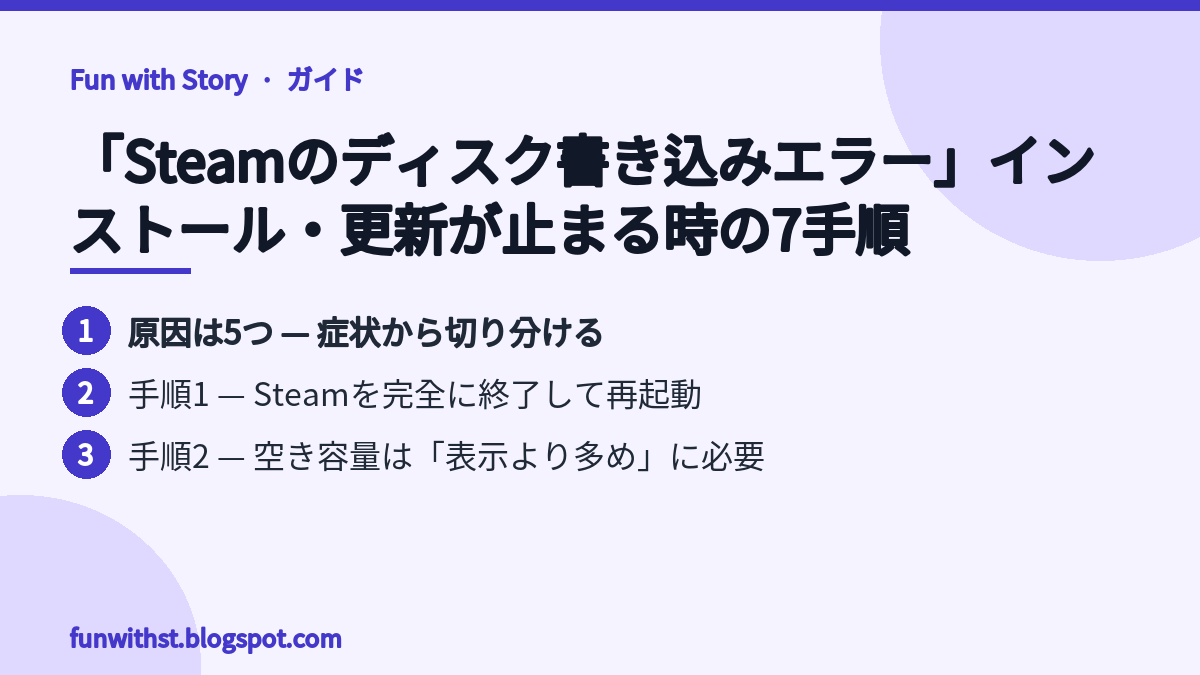 Fun with Story · ガイド
「Steamのディスク書き込みエラー」イン
ストール・更新が止まる時の7手順
1 原因は5つ — 症状から切り分ける
2 手順1 — Steamを完全に終了して再起動
3 手順2 — 空き容量は「表示より多め」に必要
funwithst.blogspot.com